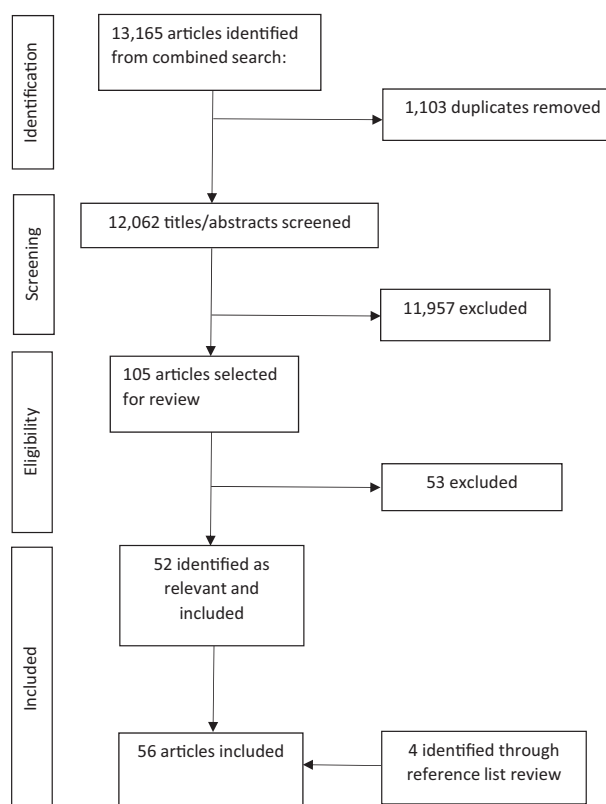 Identification
13,165 articles identified
from combined search:
1,103 duplicates removed
Screening
12,062 titles/abstracts screened
11,957 excluded
Eligibility
105 articles selected
for review
53 excluded
Included
52 identified as
relevant and
included
56 articles included
4 identified through
reference list review